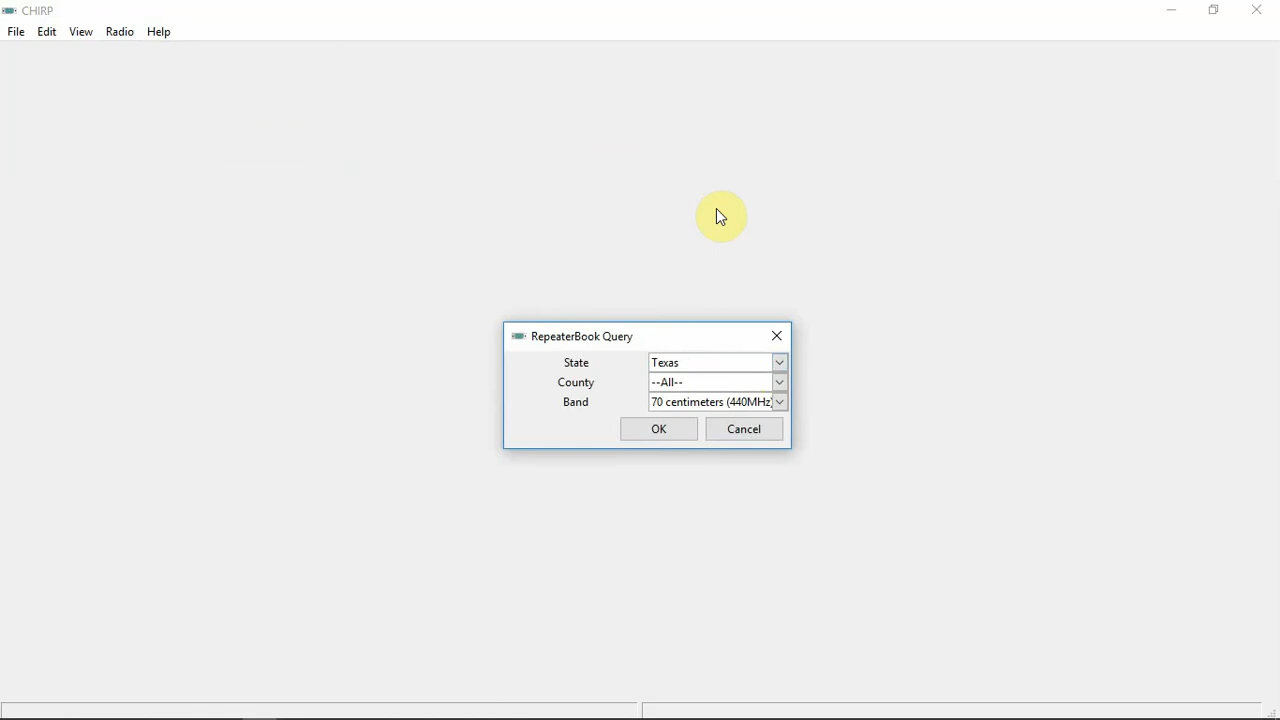 CHIRP
File Edit View Radio Help
RepeaterBook Query
State Texas
County --All--
Band 70 centimeters (440MHz)
OK Cancel